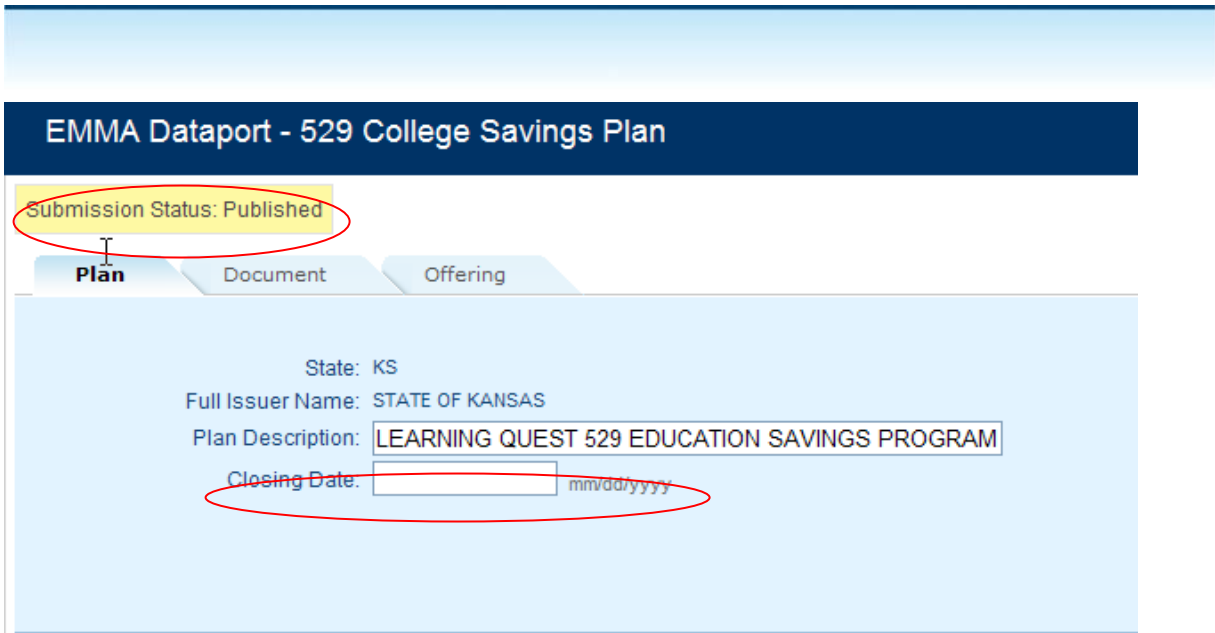 EMMA Dataport - 529 College Savings Plan
Submission Status: Published
Plan Document Offering
State: KS
Full Issuer Name: STATE OF KANSAS
Plan Description: LEARNING QUEST 529 EDUCATION SAVINGS PROGRAM
Closing Date: mm/dd/yyyy